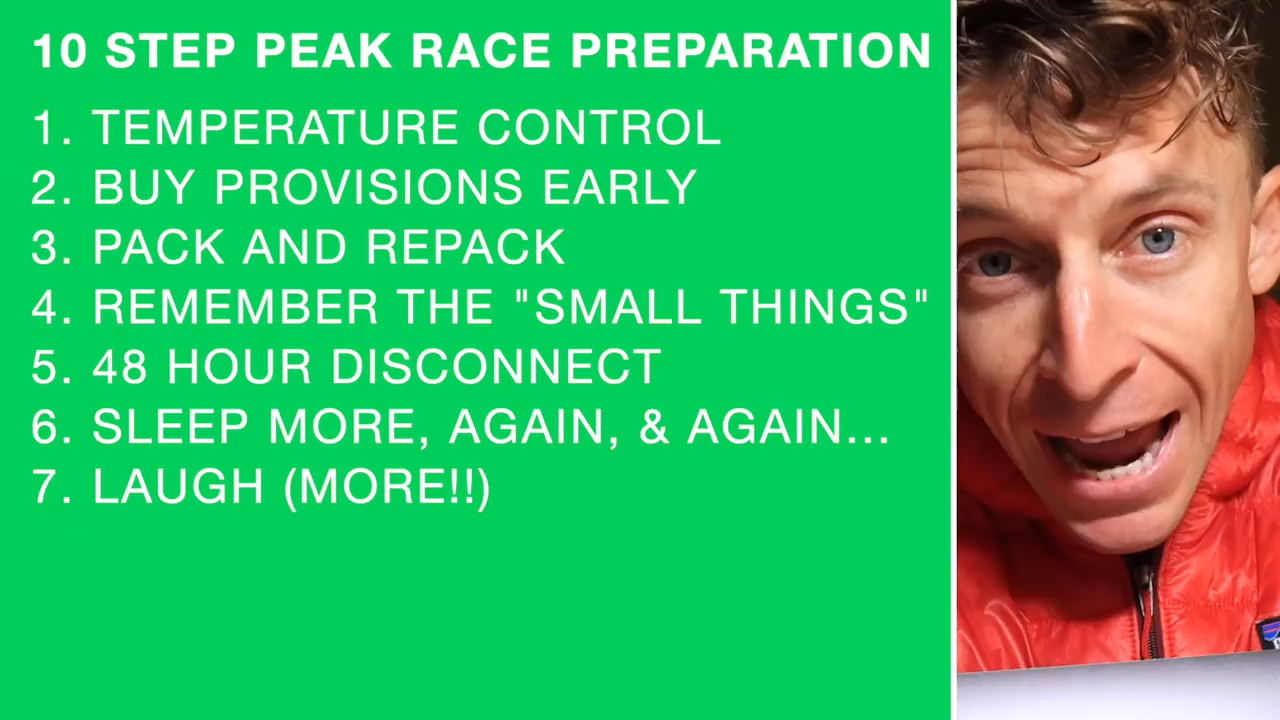 10 STEP PEAK RACE PREPARATION
1. TEMPERATURE CONTROL
2. BUY PROVISIONS EARLY
3. PACK AND REPACK
4. REMEMBER THE "SMALL THINGS"
5. 48 HOUR DISCONNECT
6. SLEEP MORE, AGAIN, & AGAIN...
7. LAUGH (MORE!!)